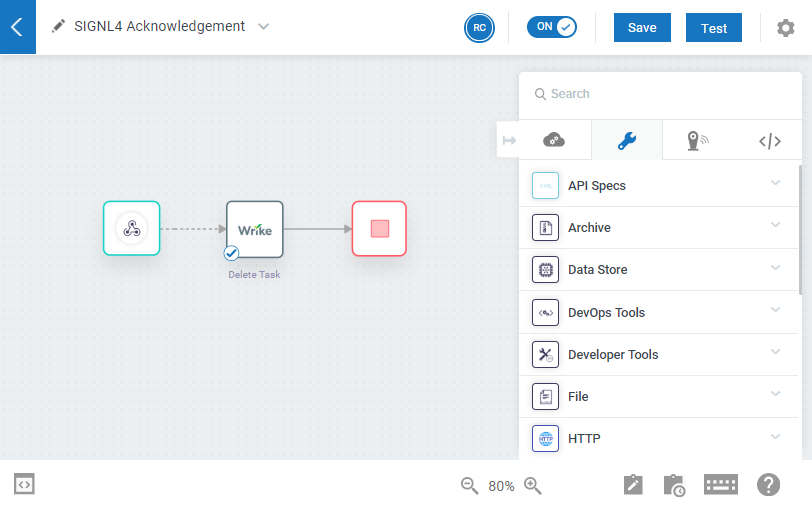 SIGNL4 Acknowledgement
RC
ON
Save
Test
Search
API Specs
Archive
Data Store
DevOps Tools
Developer Tools
File
HTTP
HTTP
Wrike
Delete Task
80%